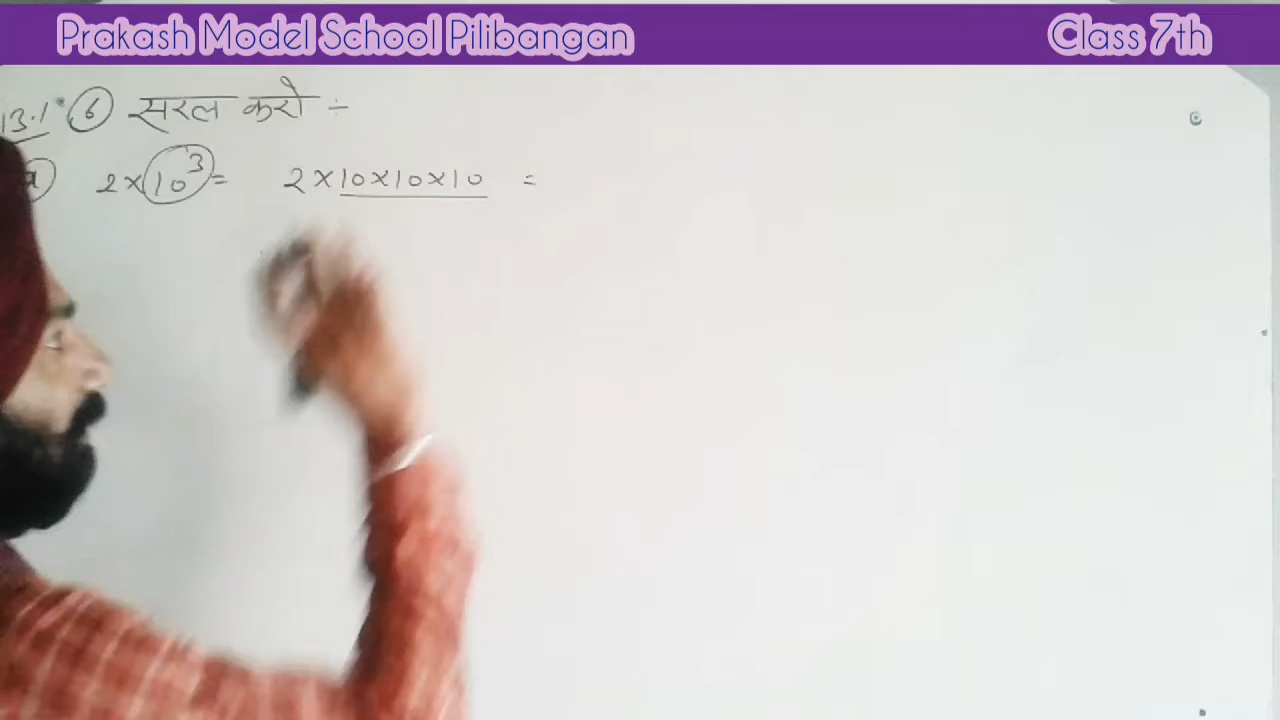 Prakash Model School Pilibangan Class 7th
13.1 (6) सरल करो ÷
2×10³ = 2×10×10×10 =